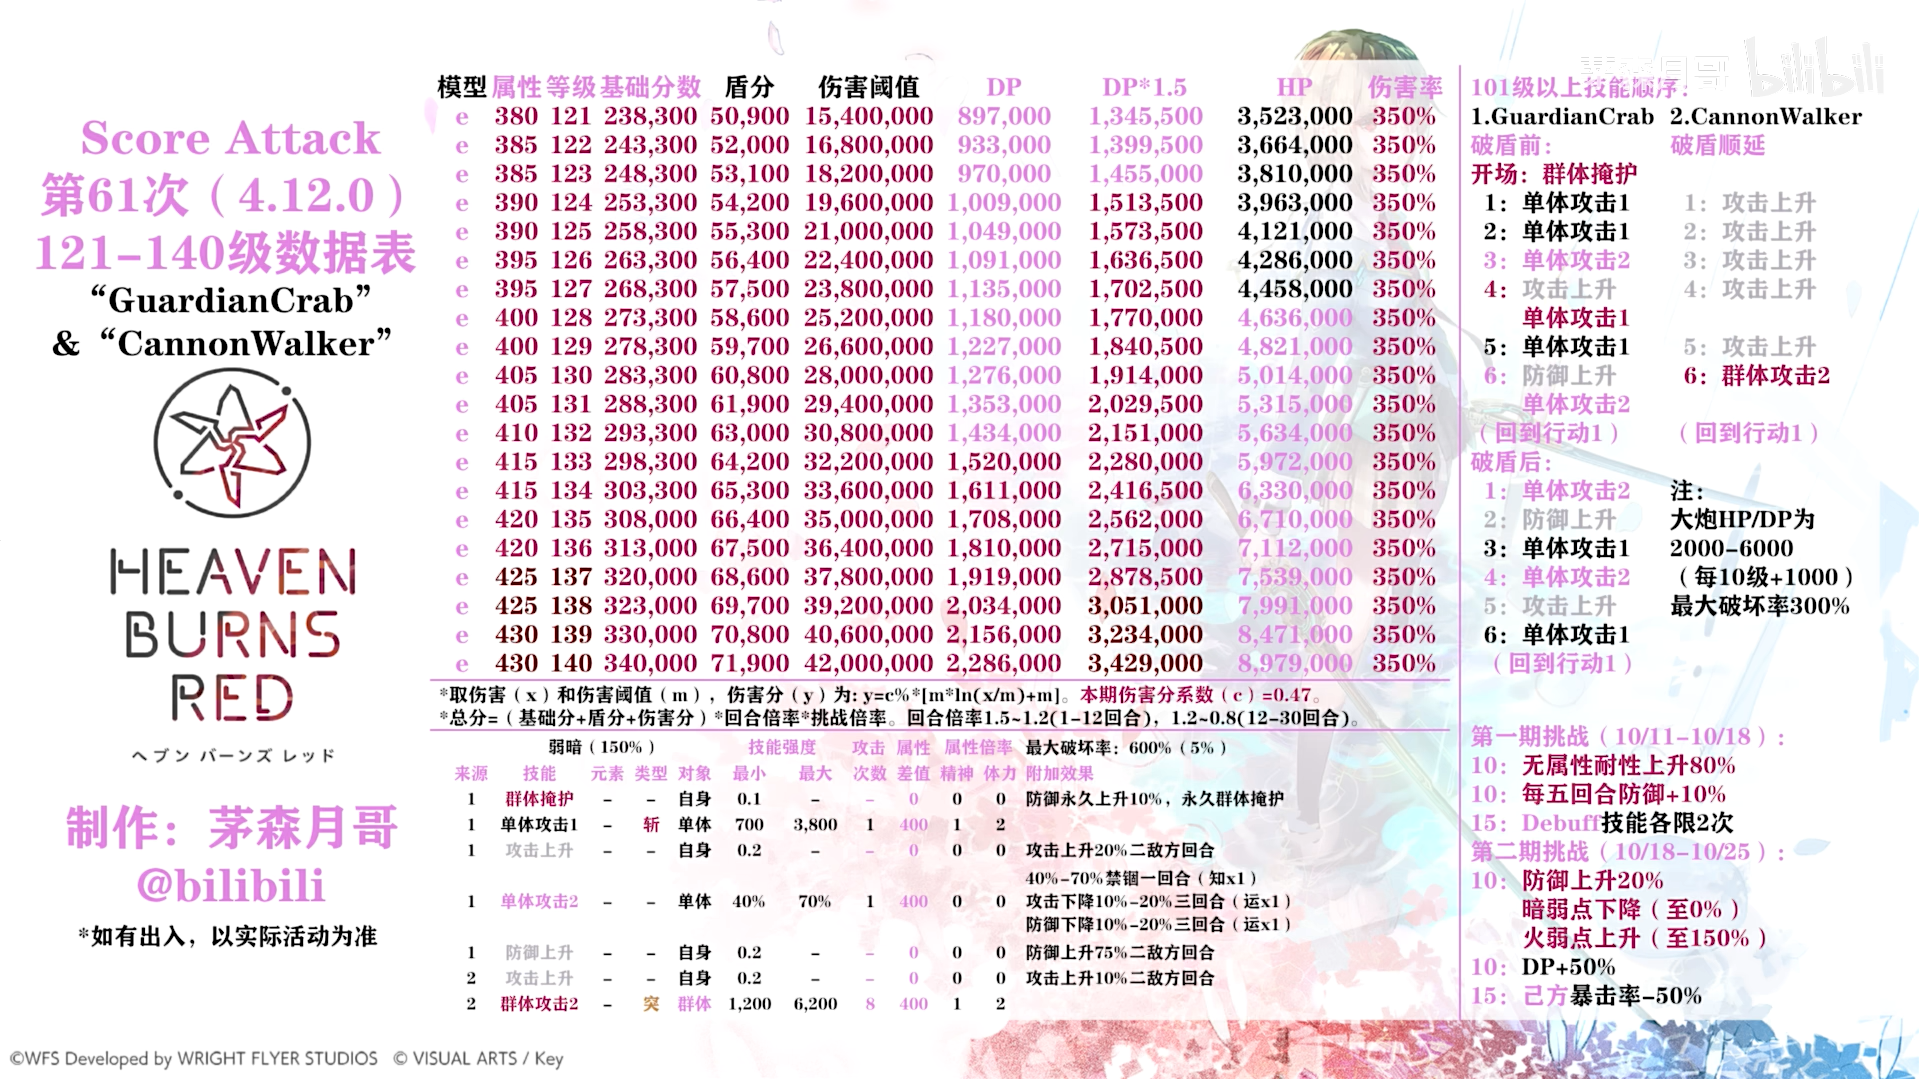 Score Attack
第61次（4.12.0）
121-140级数据表
“GuardianCrab”
&“CannonWalker”
HEAVEN
BURNS
RED
ヘブン バーンズ レッド
制作：茅森月哥
@bilibili
*如有出入，以实际活动为准
模型 属性 等级 基础分数 盾分 伤害阈值 DP DP*1.5 HP 伤害率
e 380 121 238,300 50,900 15,400,000 897,000 1,345,500 3,523,000 350%
e 385 122 243,300 52,000 16,800,000 933,000 1,399,500 3,664,000 350%
e 385 123 248,300 53,100 18,200,000 970,000 1,455,000 3,810,000 350%
e 390 124 253,300 54,200 19,600,000 1,009,000 1,513,500 3,963,000 350%
e 390 125 258,300 55,300 21,000,000 1,049,000 1,573,500 4,121,000 350%
e 395 126 263,300 56,400 22,400,000 1,091,000 1,636,500 4,286,000 350%
e 395 127 268,300 57,500 23,800,000 1,135,000 1,702,500 4,458,000 350%
e 400 128 273,300 58,600 25,200,000 1,180,000 1,770,000 4,636,000 350%
e 400 129 278,300 59,700 26,600,000 1,227,000 1,840,500 4,821,000 350%
e 405 130 283,300 60,800 28,000,000 1,276,000 1,914,000 5,014,000 350%
e 405 131 288,300 61,900 29,400,000 1,353,000 2,029,500 5,315,000 350%
e 410 132 293,300 63,000 30,800,000 1,434,000 2,151,000 5,634,000 350%
e 415 133 298,300 64,200 32,200,000 1,520,000 2,280,000 5,972,000 350%
e 415 134 303,300 65,300 33,600,000 1,611,000 2,416,500 6,330,000 350%
e 420 135 308,000 66,400 35,000,000 1,708,000 2,562,000 6,710,000 350%
e 420 136 313,000 67,500 36,400,000 1,810,000 2,715,000 7,112,000 350%
e 425 137 320,000 68,600 37,800,000 1,919,000 2,878,500 7,539,000 350%
e 425 138 323,000 69,700 39,200,000 2,034,000 3,051,000 7,991,000 350%
e 430 139 330,000 70,800 40,600,000 2,156,000 3,234,000 8,471,000 350%
e 430 140 340,000 71,900 42,000,000 2,286,000 3,429,000 8,979,000 350%
*取伤害（x）和伤害阈值（m），伤害分（y）为: y=c%*[m*ln(x/m)+m]。本期伤害分系数（c）=0.47。
*总分=（基础分+盾分+伤害分）*回合倍率*挑战倍率。回合倍率1.5~1.2(1-12回合)，1.2~0.8(12-30回合)。
弱暗（150%） 技能强度 攻击 属性 属性倍率 最大破坏率：600%（5%）
来源 技能 元素 类型 对象 最小 最大 次数 差值 精神 体力 附加效果
1 群体掩护 - - 自身 0.1 - - 0 0 0 防御永久上升10%，永久群体掩护
1 单体攻击1 - 斩 单体 700 3,800 1 400 1 2
1 攻击上升 - - 自身 0.2 - - 0 0 0 攻击上升20%二敌方回合
40%-70%禁锢一回合（知x1）
1 单体攻击2 - - 单体 40% 70% 1 400 0 0 攻击下降10%-20%三回合（运x1）
防御下降10%-20%三回合（运x1）
1 防御上升 - - 自身 0.2 - - 0 0 0 防御上升75%二敌方回合
2 攻击上升 - - 自身 0.2 - - 0 0 0 攻击上升10%二敌方回合
2 群体攻击2 - 突 群体 1,200 6,200 8 400 1 2
101级以上技能顺序：
1.GuardianCrab 2.CannonWalker
破盾前： 破盾顺延
开场：群体掩护
1：单体攻击1 1：攻击上升
2：单体攻击1 2：攻击上升
3：单体攻击2 3：攻击上升
4：攻击上升 4：攻击上升
单体攻击1
5：单体攻击1 5：攻击上升
6：防御上升 6：群体攻击2
单体攻击2
（回到行动1） （回到行动1）
破盾后：
1：单体攻击2 注：
2：防御上升 大炮HP/DP为
3：单体攻击1 2000-6000
4：单体攻击2 （每10级+1000）
5：攻击上升 最大破坏率300%
6：单体攻击1
（回到行动1）
第一期挑战（10/11-10/18）：
10：无属性耐性上升80%
10：每五回合防御+10%
15：Debuff技能各限2次
第二期挑战（10/18-10/25）：
10：防御上升20%
暗弱点下降（至0%）
火弱点上升（至150%）
10：DP+50%
15：己方暴击率-50%
茅森月哥 bilibili
©WFS Developed by WRIGHT FLYER STUDIOS © VISUAL ARTS / Key